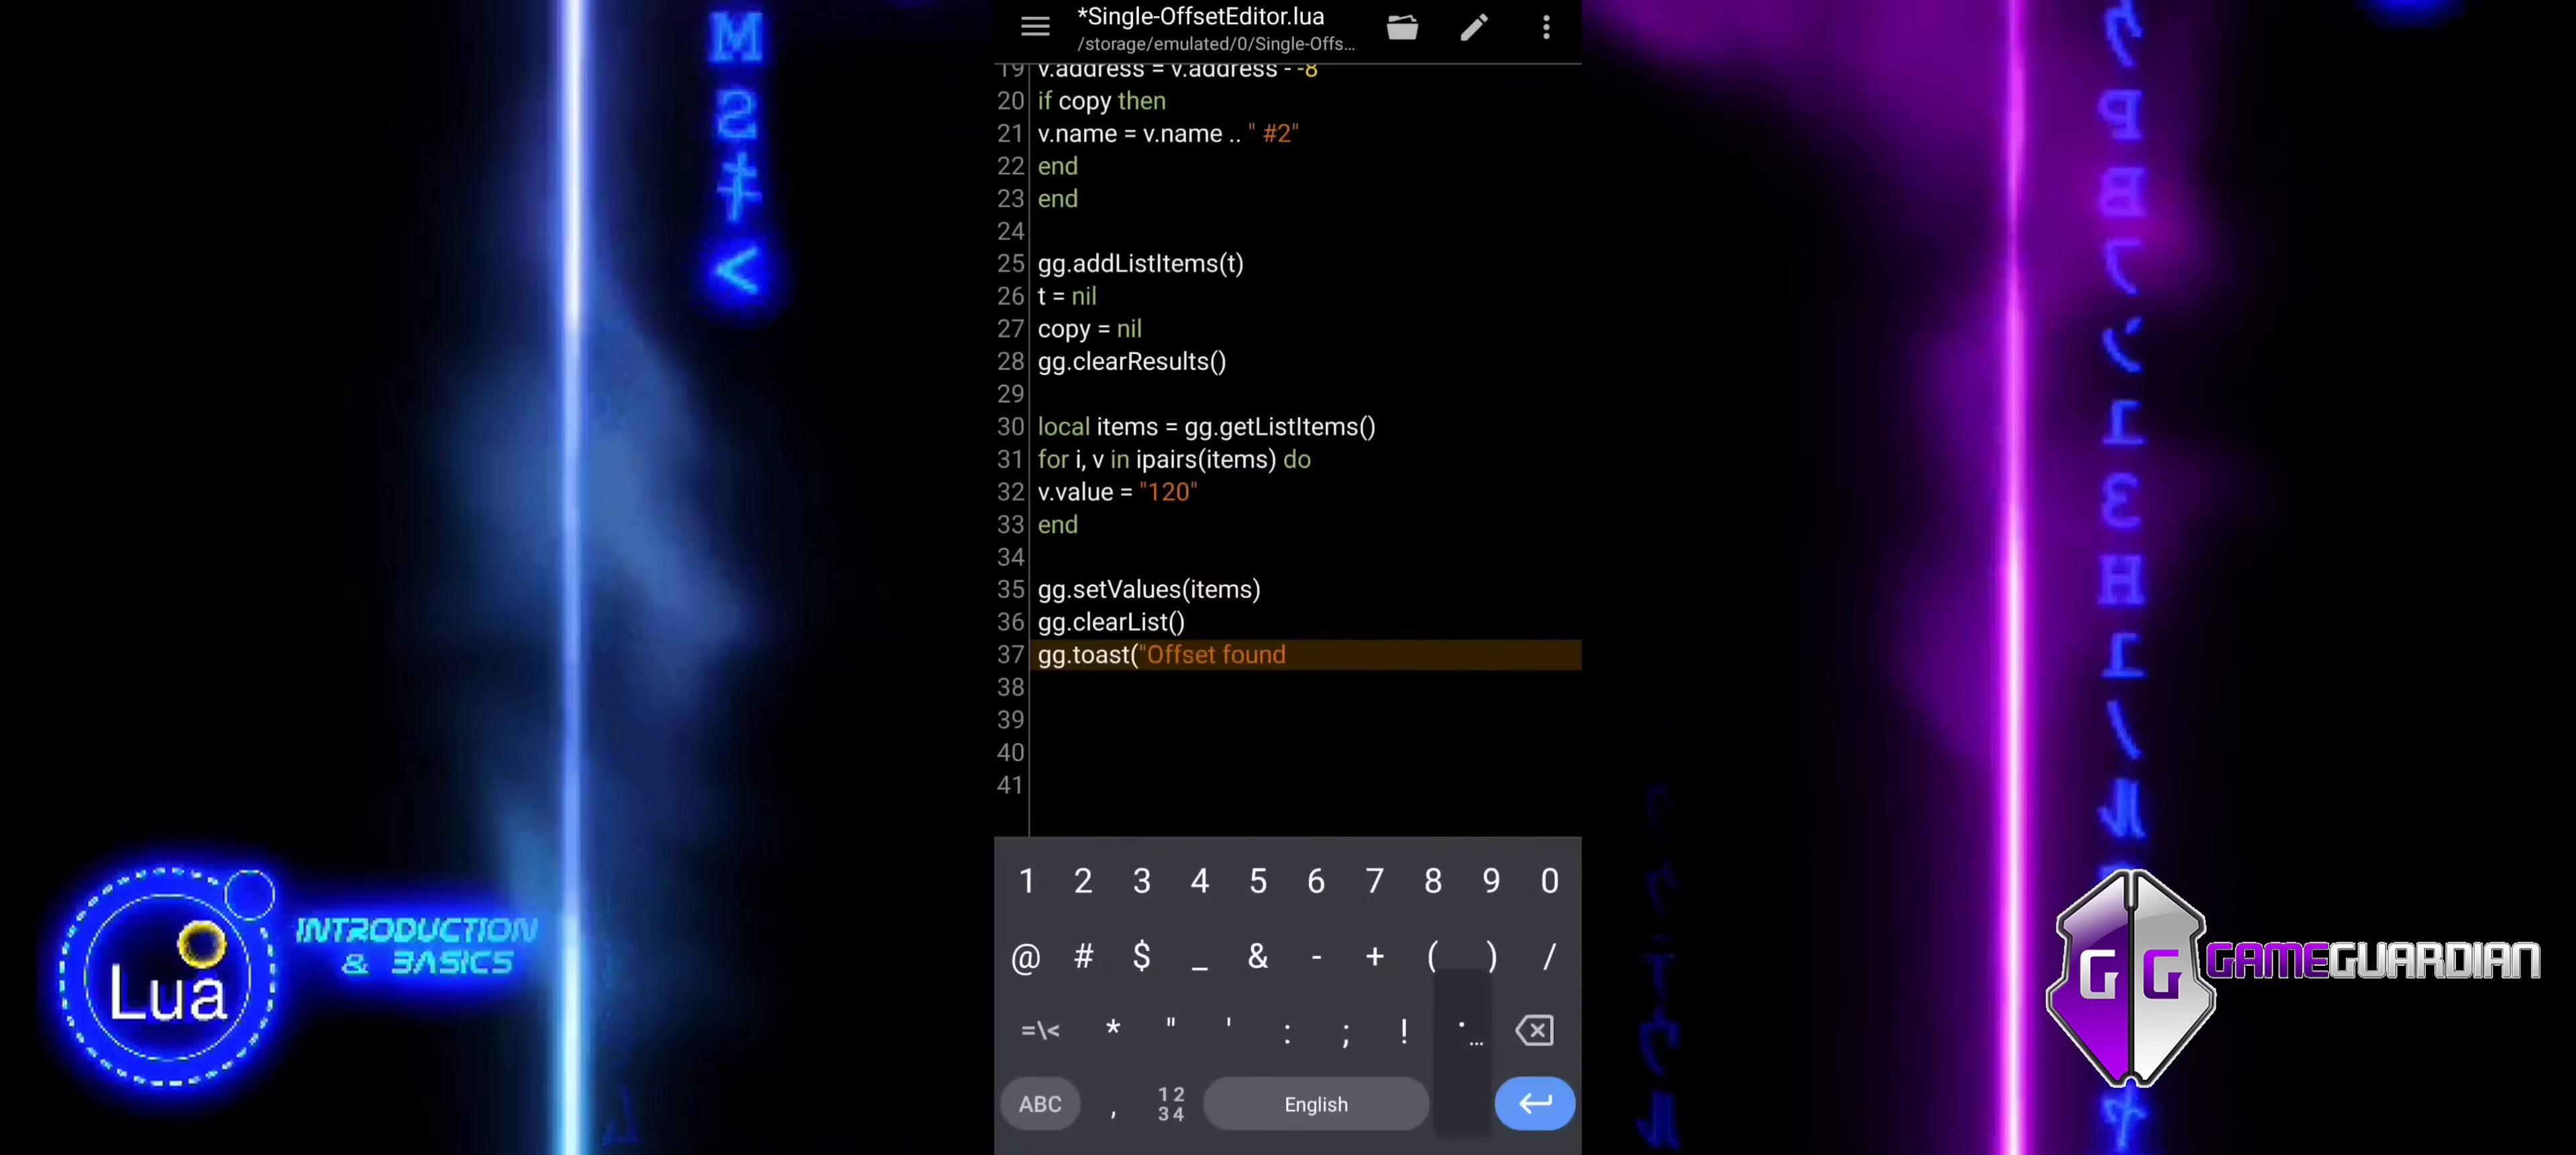 *Single-OffsetEditor.lua
/storage/emulated/0/Single-Offs...
19 v.address = v.address - -8
20 if copy then
21 v.name = v.name .. " #2"
22 end
23 end
24
25 gg.addListItems(t)
26 t = nil
27 copy = nil
28 gg.clearResults()
29
30 local items = gg.getListItems()
31 for i, v in ipairs(items) do
32 v.value = "120"
33 end
34
35 gg.setValues(items)
36 gg.clearList()
37 gg.toast("Offset found
38
39
40
41
1 2 3 4 5 6 7 8 9 0
@ # $ _ & - + ( ) /
=\< * " ' : ; ! . ...
ABC , 12 34 English
Lua
INTRODUCTION
& BASICS
GG GAMEGUARDIAN